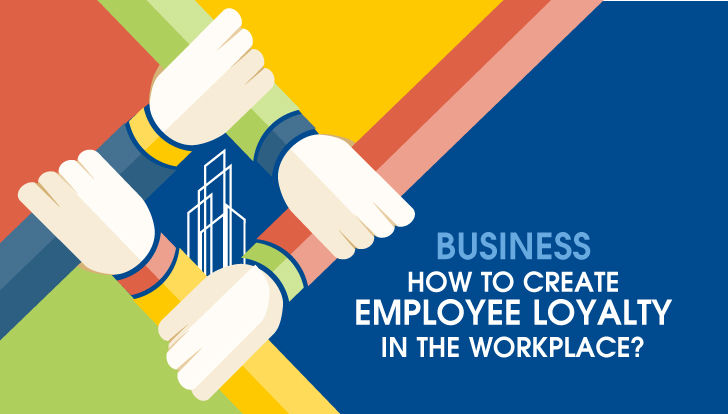 BUSINESS
HOW TO CREATE
EMPLOYEE LOYALTY
IN THE WORKPLACE?